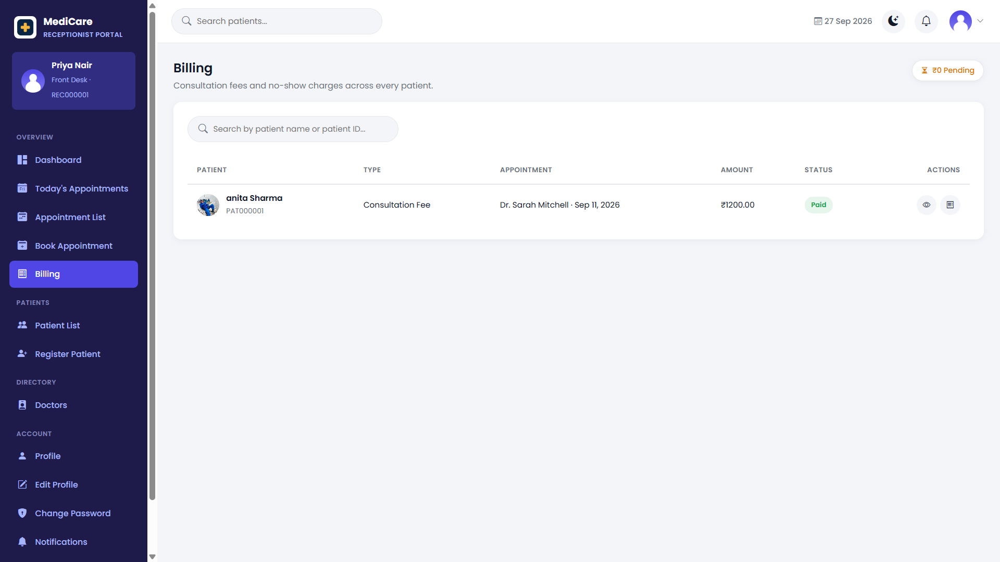 MediCare
RECEPTIONIST PORTAL
Priya Nair
Front Desk ·
REC000001
OVERVIEW
Dashboard
Fri
Today's Appointments
Appointment List
Book Appointment
Billing
PATIENTS
Patient List
Register Patient
DIRECTORY
Doctors
ACCOUNT
Profile
Edit Profile
Change Password
Notifications
Search patients...
27 Sep 2026
Billing
Consultation fees and no-show charges across every patient.
₹0 Pending
Search by patient name or patient ID...
PATIENT TYPE APPOINTMENT AMOUNT STATUS ACTIONS
anita Sharma
PAT000001
Consultation Fee
Dr. Sarah Mitchell · Sep 11, 2026
₹1200.00
Paid